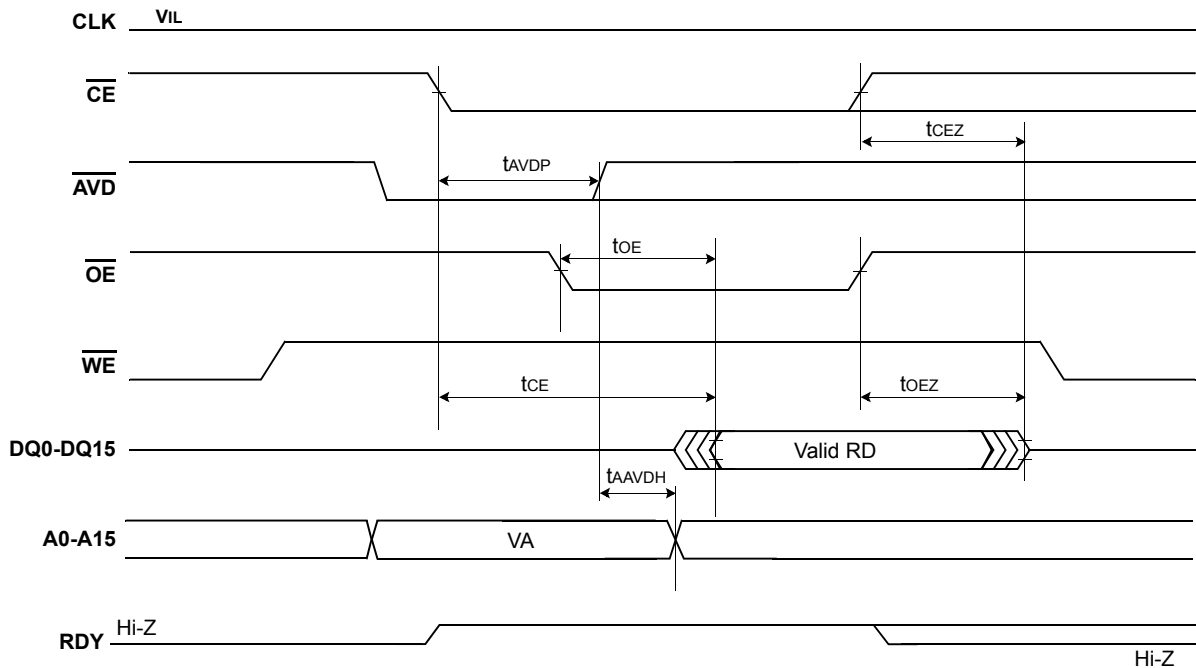 CLK VIL
CE
tCEZ
AVD tAVDP
OE tOE
WE
tCE tOEZ
DQ0-DQ15 Valid RD
tAAVDH
A0-A15 VA
RDY Hi-Z
Hi-Z